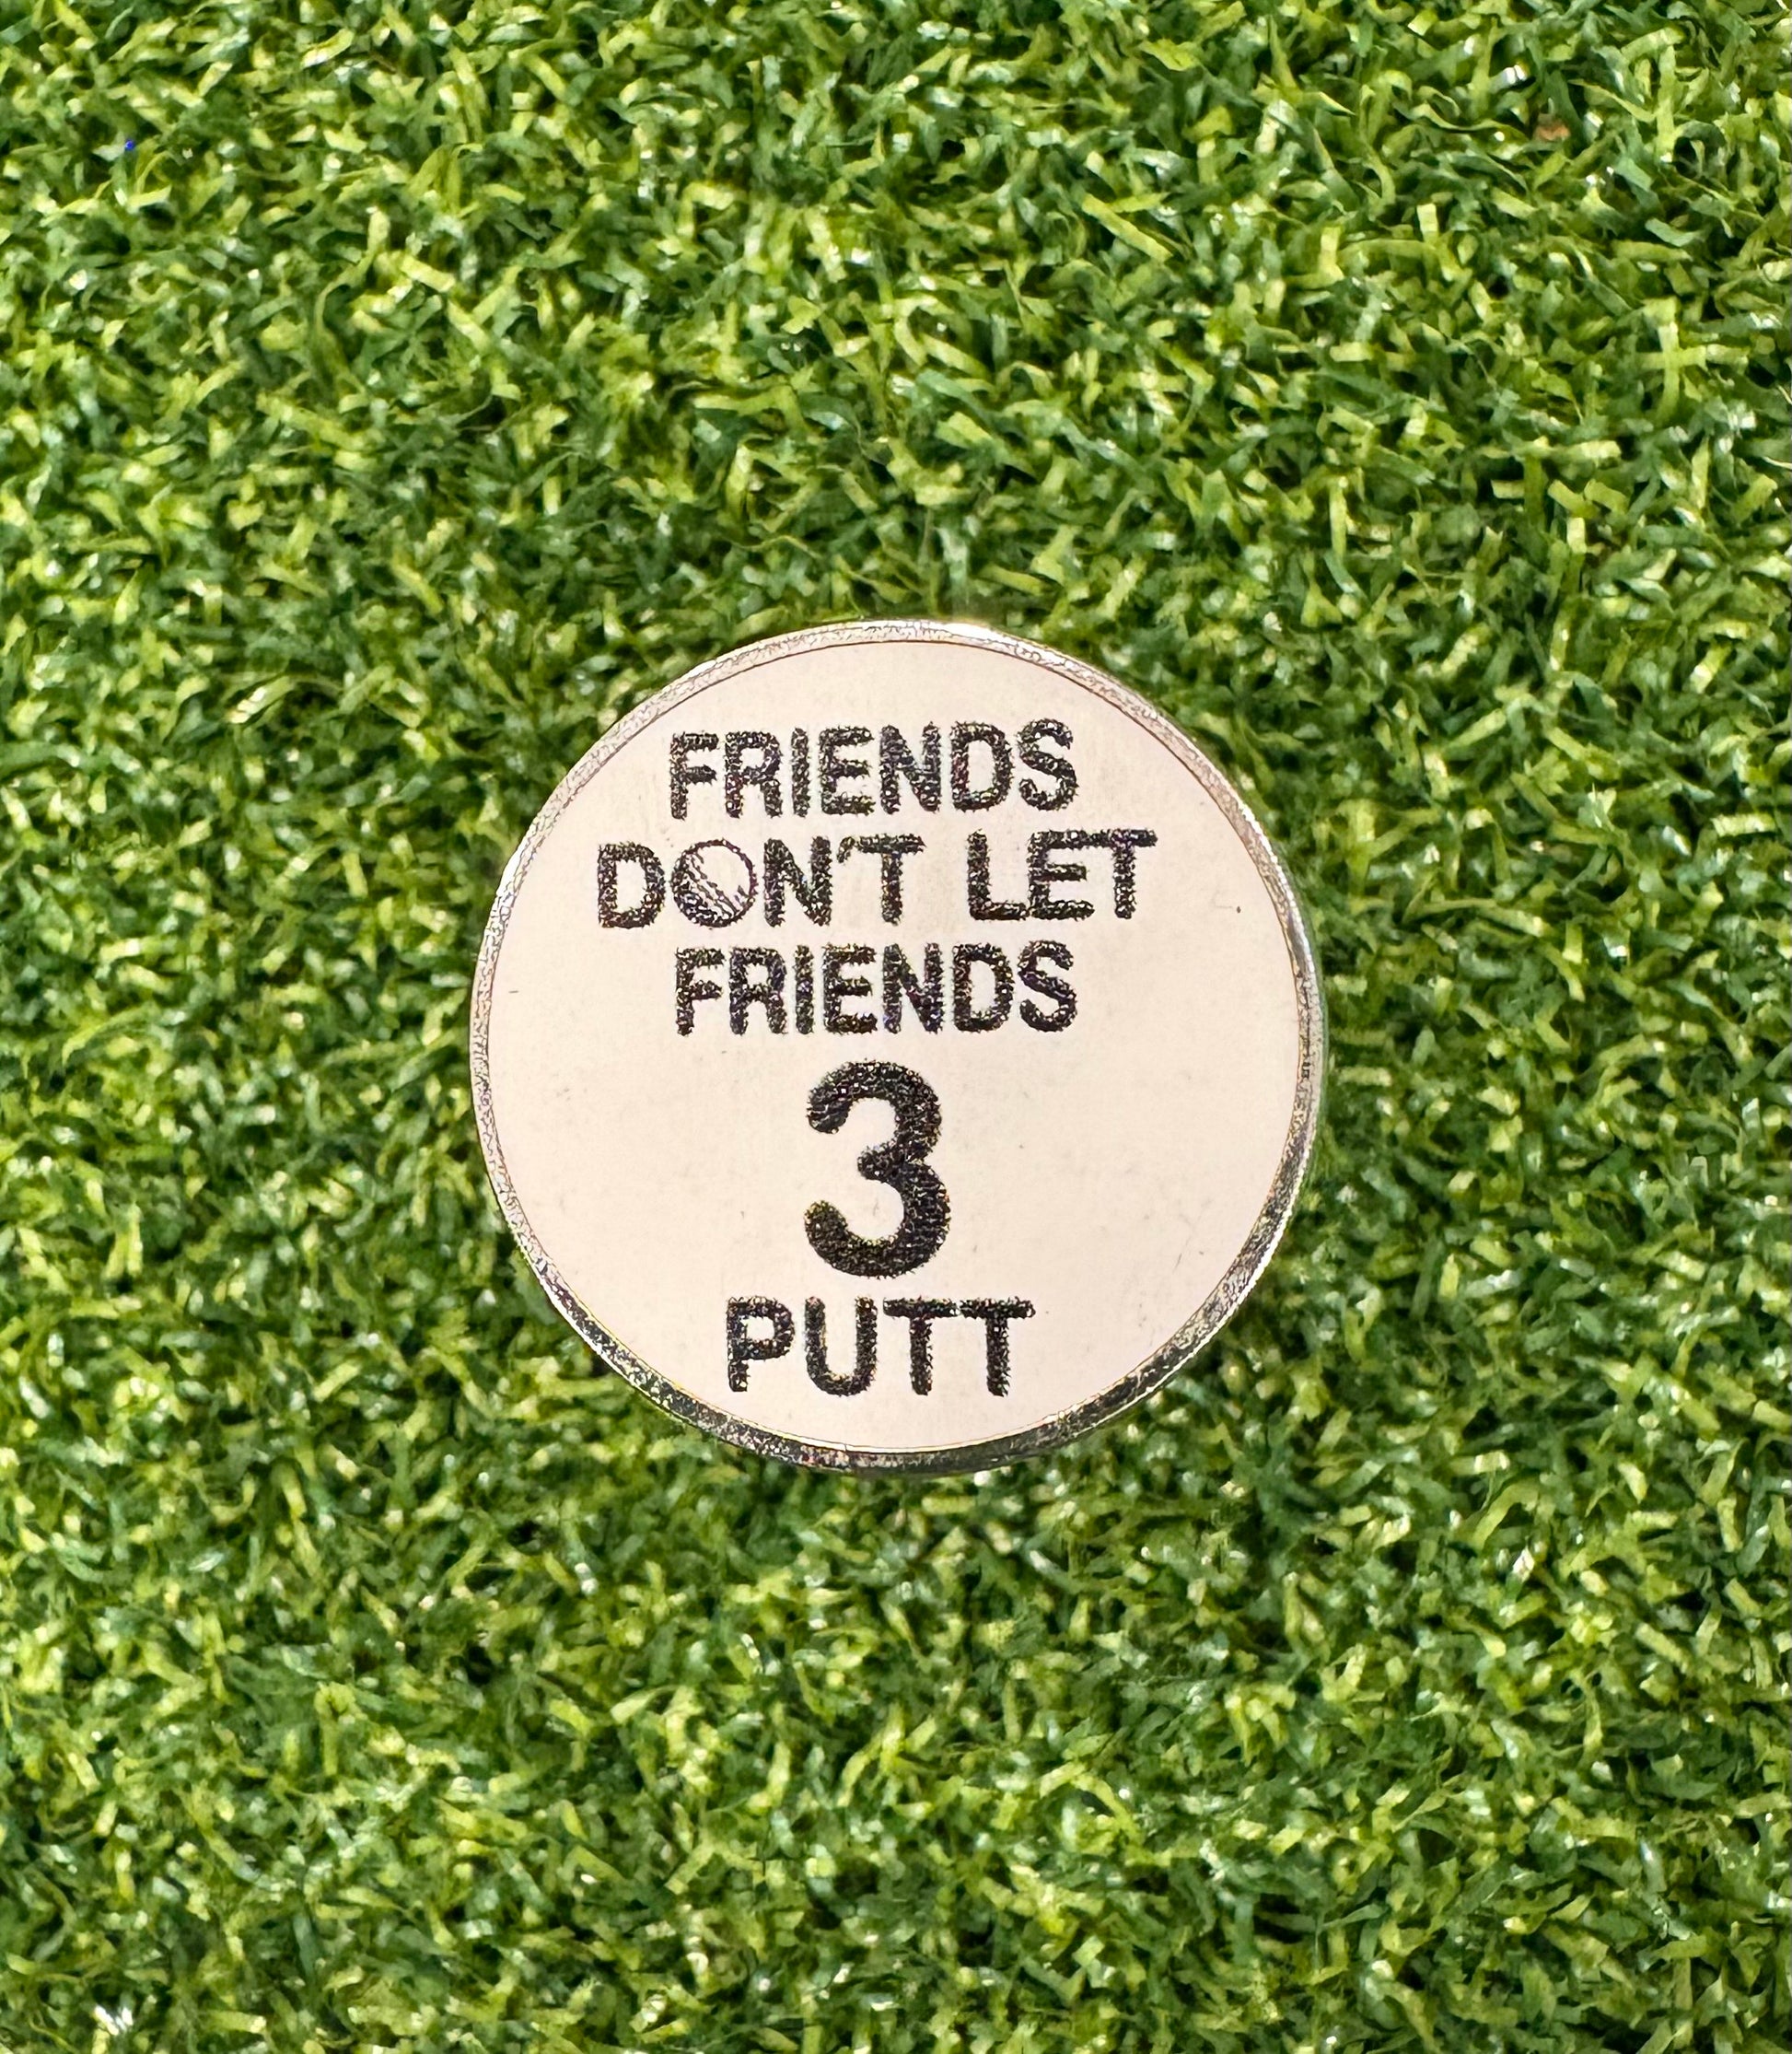 FRIENDS
DON'T LET
FRIENDS
3
PUTT